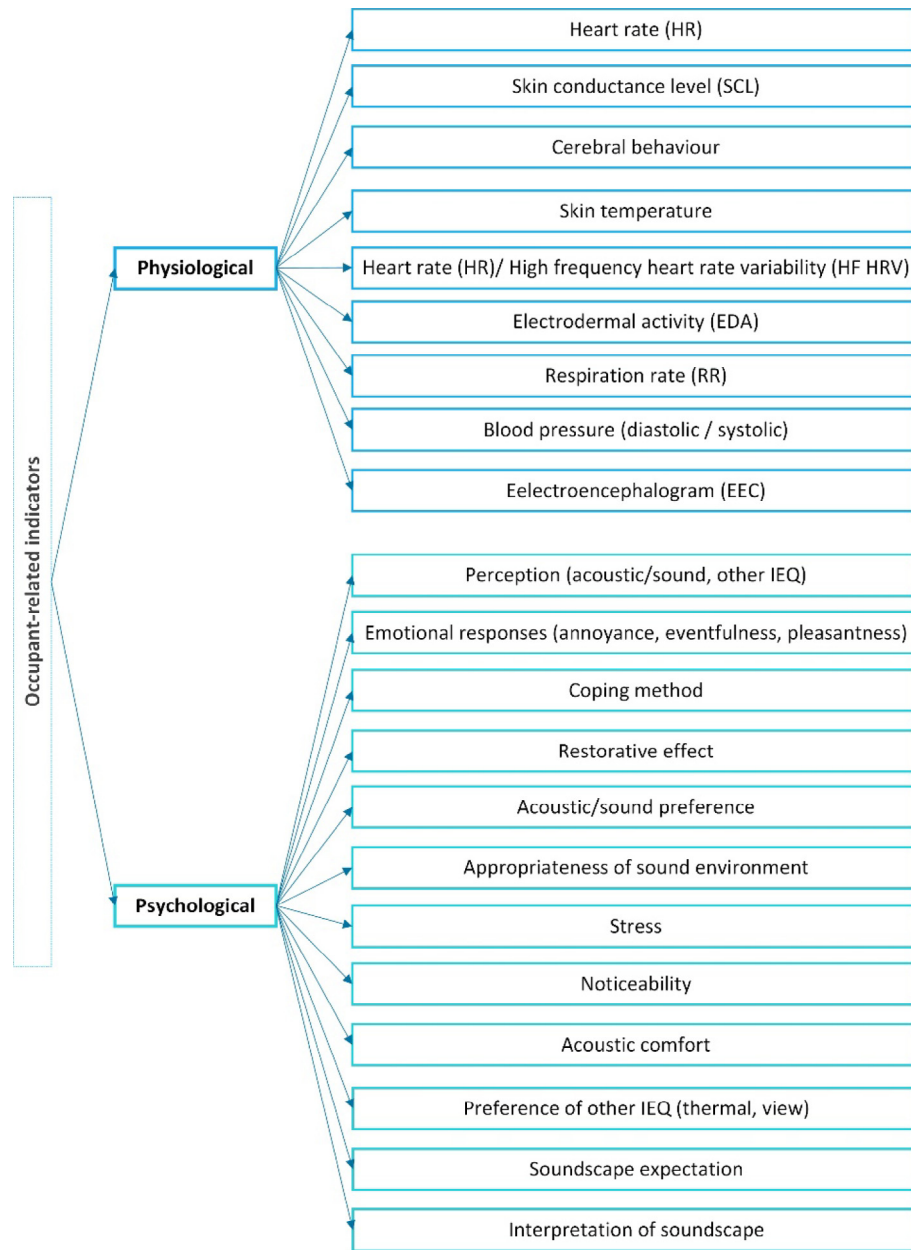 Occupant-related indicators
Physiological
Heart rate (HR)
Skin conductance level (SCL)
Cerebral behaviour
Skin temperature
Heart rate (HR)/ High frequency heart rate variability (HF HRV)
Electrodermal activity (EDA)
Respiration rate (RR)
Blood pressure (diastolic / systolic)
Eelectroencephalogram (EEC)
Psychological
Perception (acoustic/sound, other IEQ)
Emotional responses (annoyance, eventfulness, pleasantness)
Coping method
Restorative effect
Acoustic/sound preference
Appropriateness of sound environment
Stress
Noticeability
Acoustic comfort
Preference of other IEQ (thermal, view)
Soundscape expectation
Interpretation of soundscape